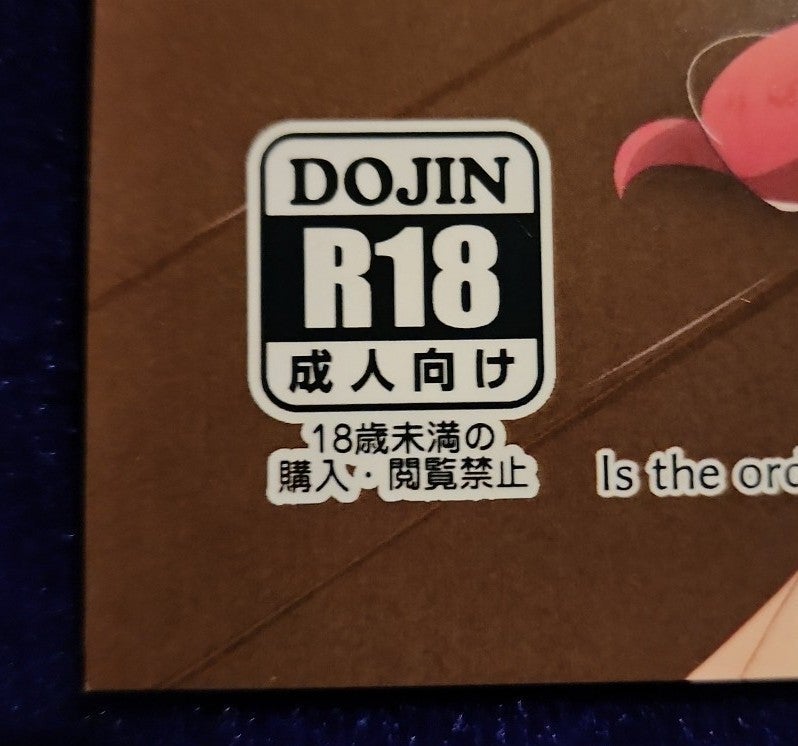 DOJIN
R18
成人向け
18歳未満の
購入・閲覧禁止
Is the